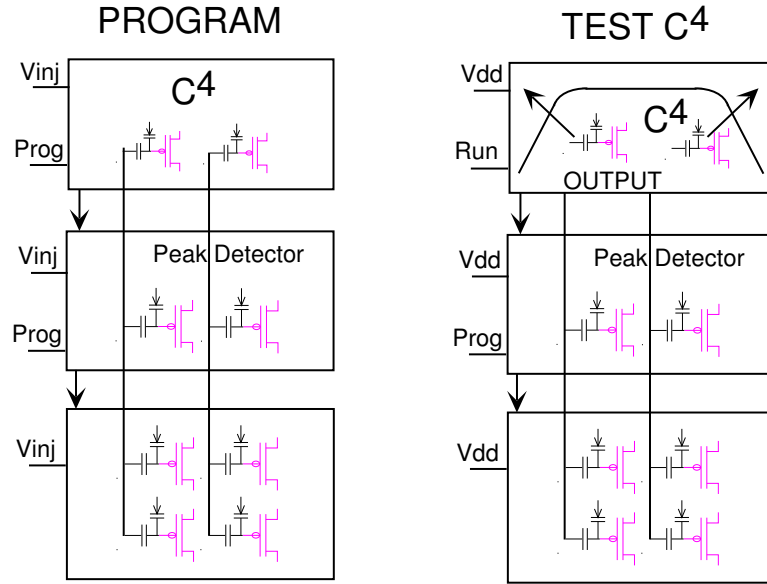 PROGRAM
Vinj
C4
Prog
Vinj
Peak Detector
Prog
Vinj
TEST C4
Vdd
C4
Run
OUTPUT
Vdd
Peak Detector
Prog
Vdd